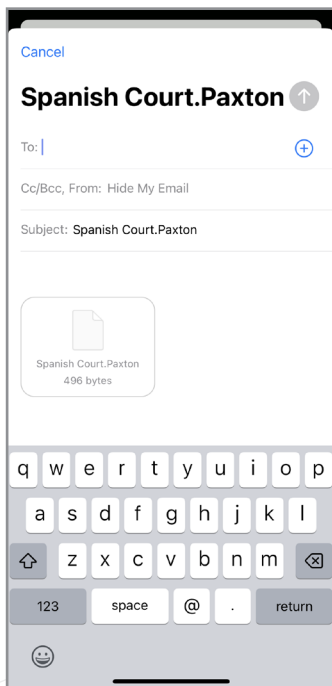 Cancel
Spanish Court.Paxton
To:
Cc/Bcc, From: Hide My Email
Subject: Spanish Court.Paxton
Spanish Court.Paxton
496 bytes
q w e r t y u i o p
a s d f g h j k l
z x c v b n m
123 space @ . return